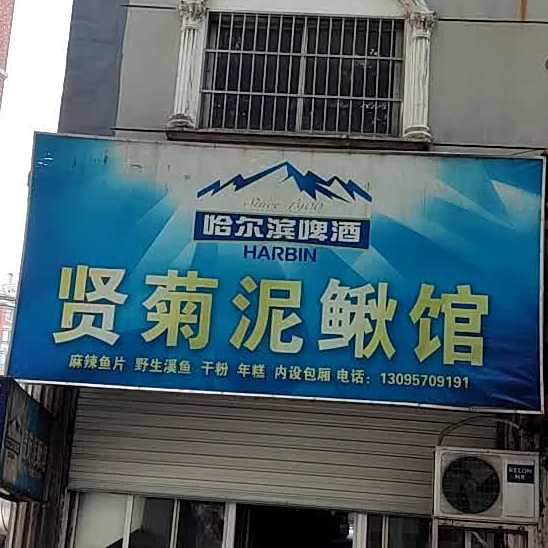 Since 1900
哈尔滨啤酒
HARBIN
贤菊泥鳅馆
麻辣鱼片 野生溪鱼 干粉 年糕 内设包厢 电话：13095709191
KELON